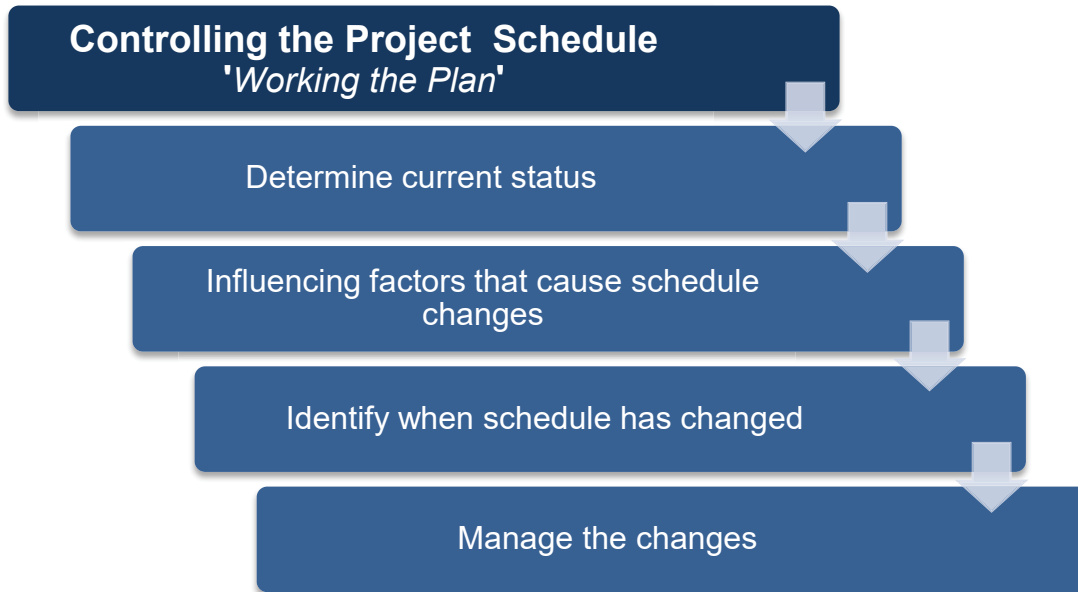 Controlling the Project Schedule
'Working the Plan'
Determine current status
Influencing factors that cause schedule
changes
Identify when schedule has changed
Manage the changes